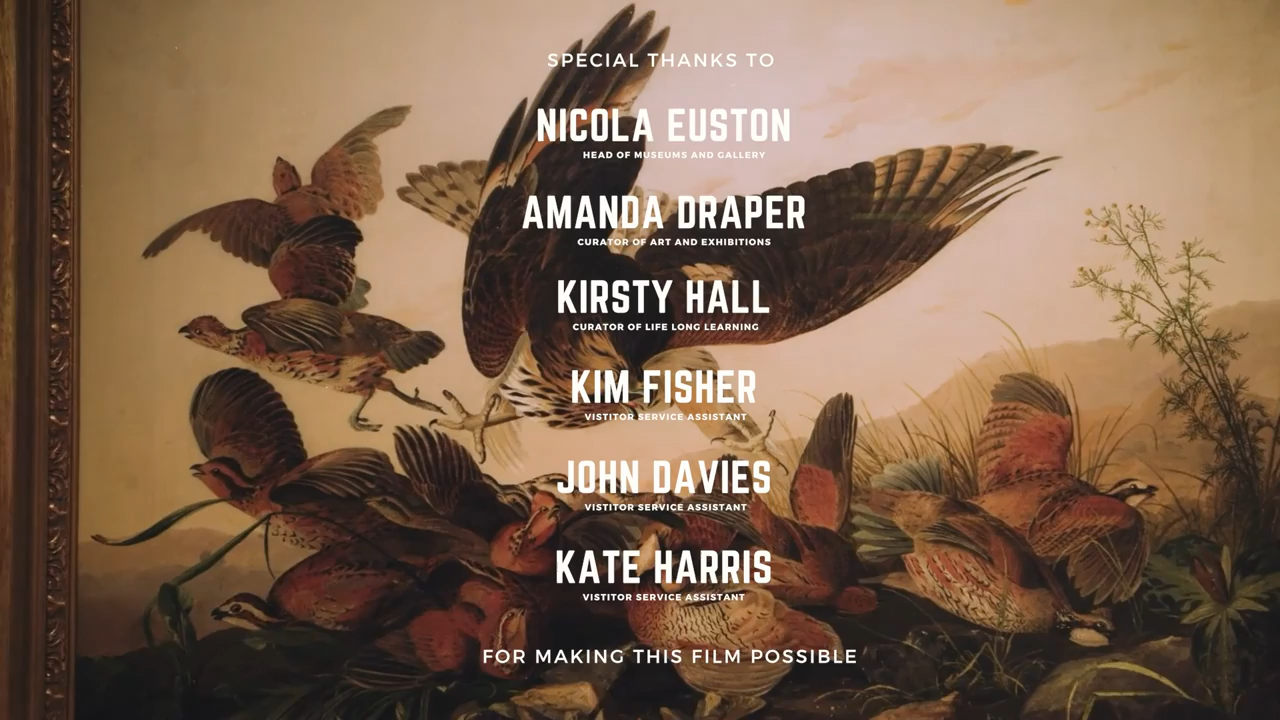 SPECIAL THANKS TO
NICOLA EUSTON
HEAD OF MUSEUMS AND GALLERY
AMANDA DRAPER
CURATOR OF ART AND EXHIBITIONS
KIRSTY HALL
CURATOR OF LIFE LONG LEARNING
KIM FISHER
VISTITOR SERVICE ASSISTANT
JOHN DAVIES
VISTITOR SERVICE ASSISTANT
KATE HARRIS
VISTITOR SERVICE ASSISTANT
FOR MAKING THIS FILM POSSIBLE